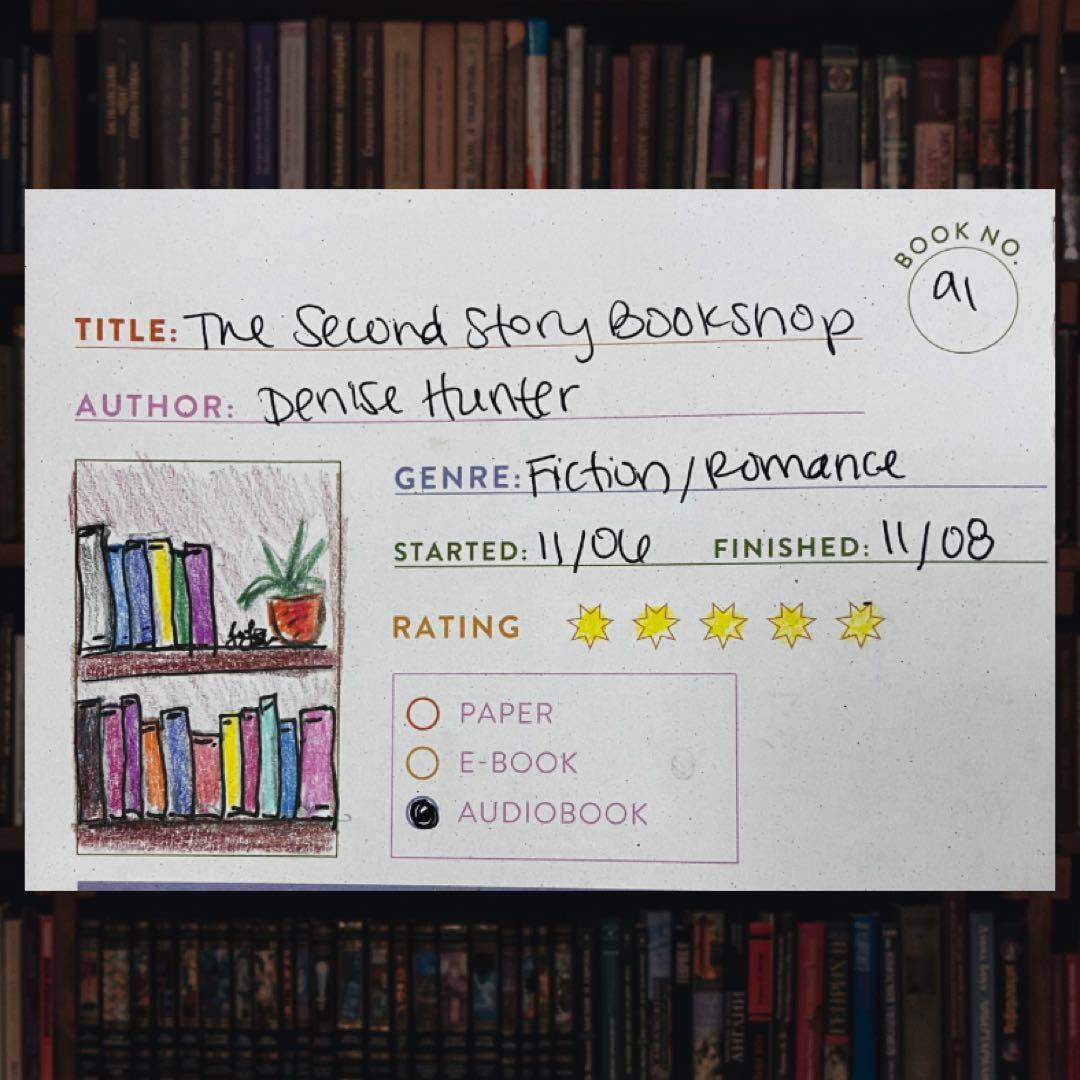 BOOK NO.
91
TITLE: The Second Story Bookshop
AUTHOR: Denise Hunter
GENRE: Fiction/Romance
STARTED: 11/06 FINISHED: 11/08
RATING
PAPER
E-BOOK
AUDIOBOOK